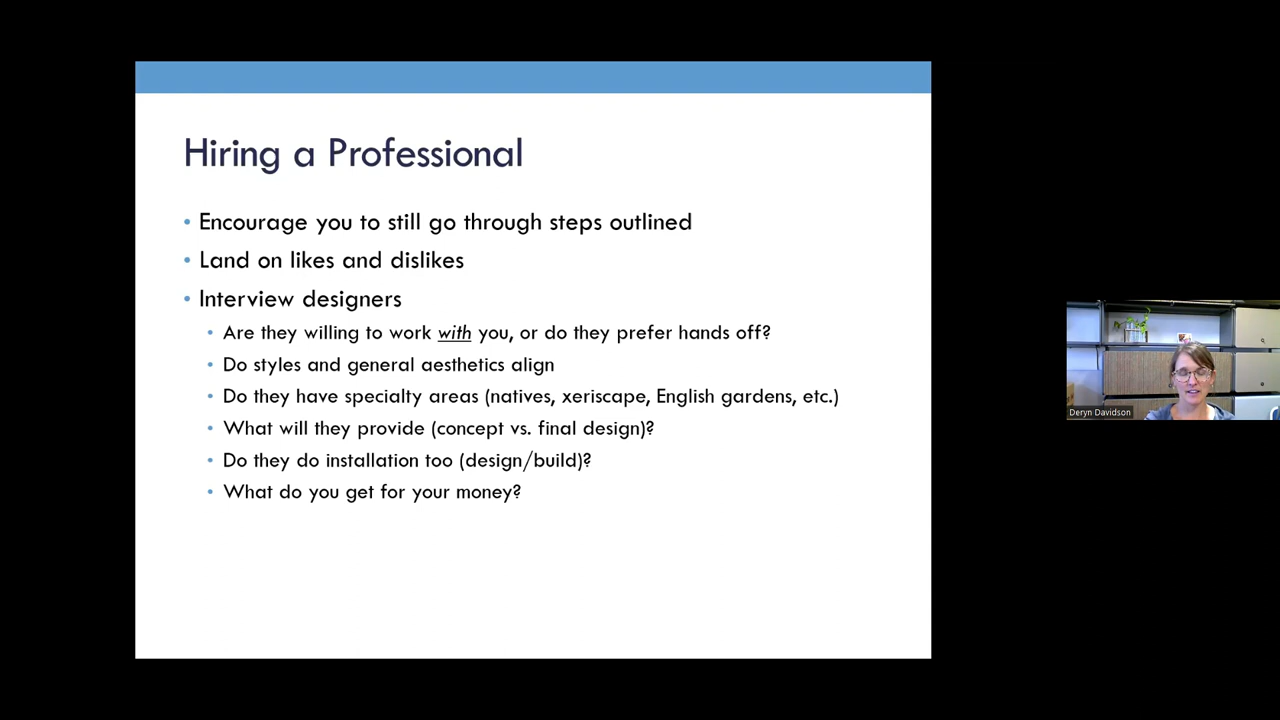 Hiring a Professional
• Encourage you to still go through steps outlined
• Land on likes and dislikes
• Interview designers
• Are they willing to work with you, or do they prefer hands off?
• Do styles and general aesthetics align
• Do they have specialty areas (natives, xeriscape, English gardens, etc.)
• What will they provide (concept vs. final design)?
• Do they do installation too (design/build)?
• What do you get for your money?
Deryn Davidson